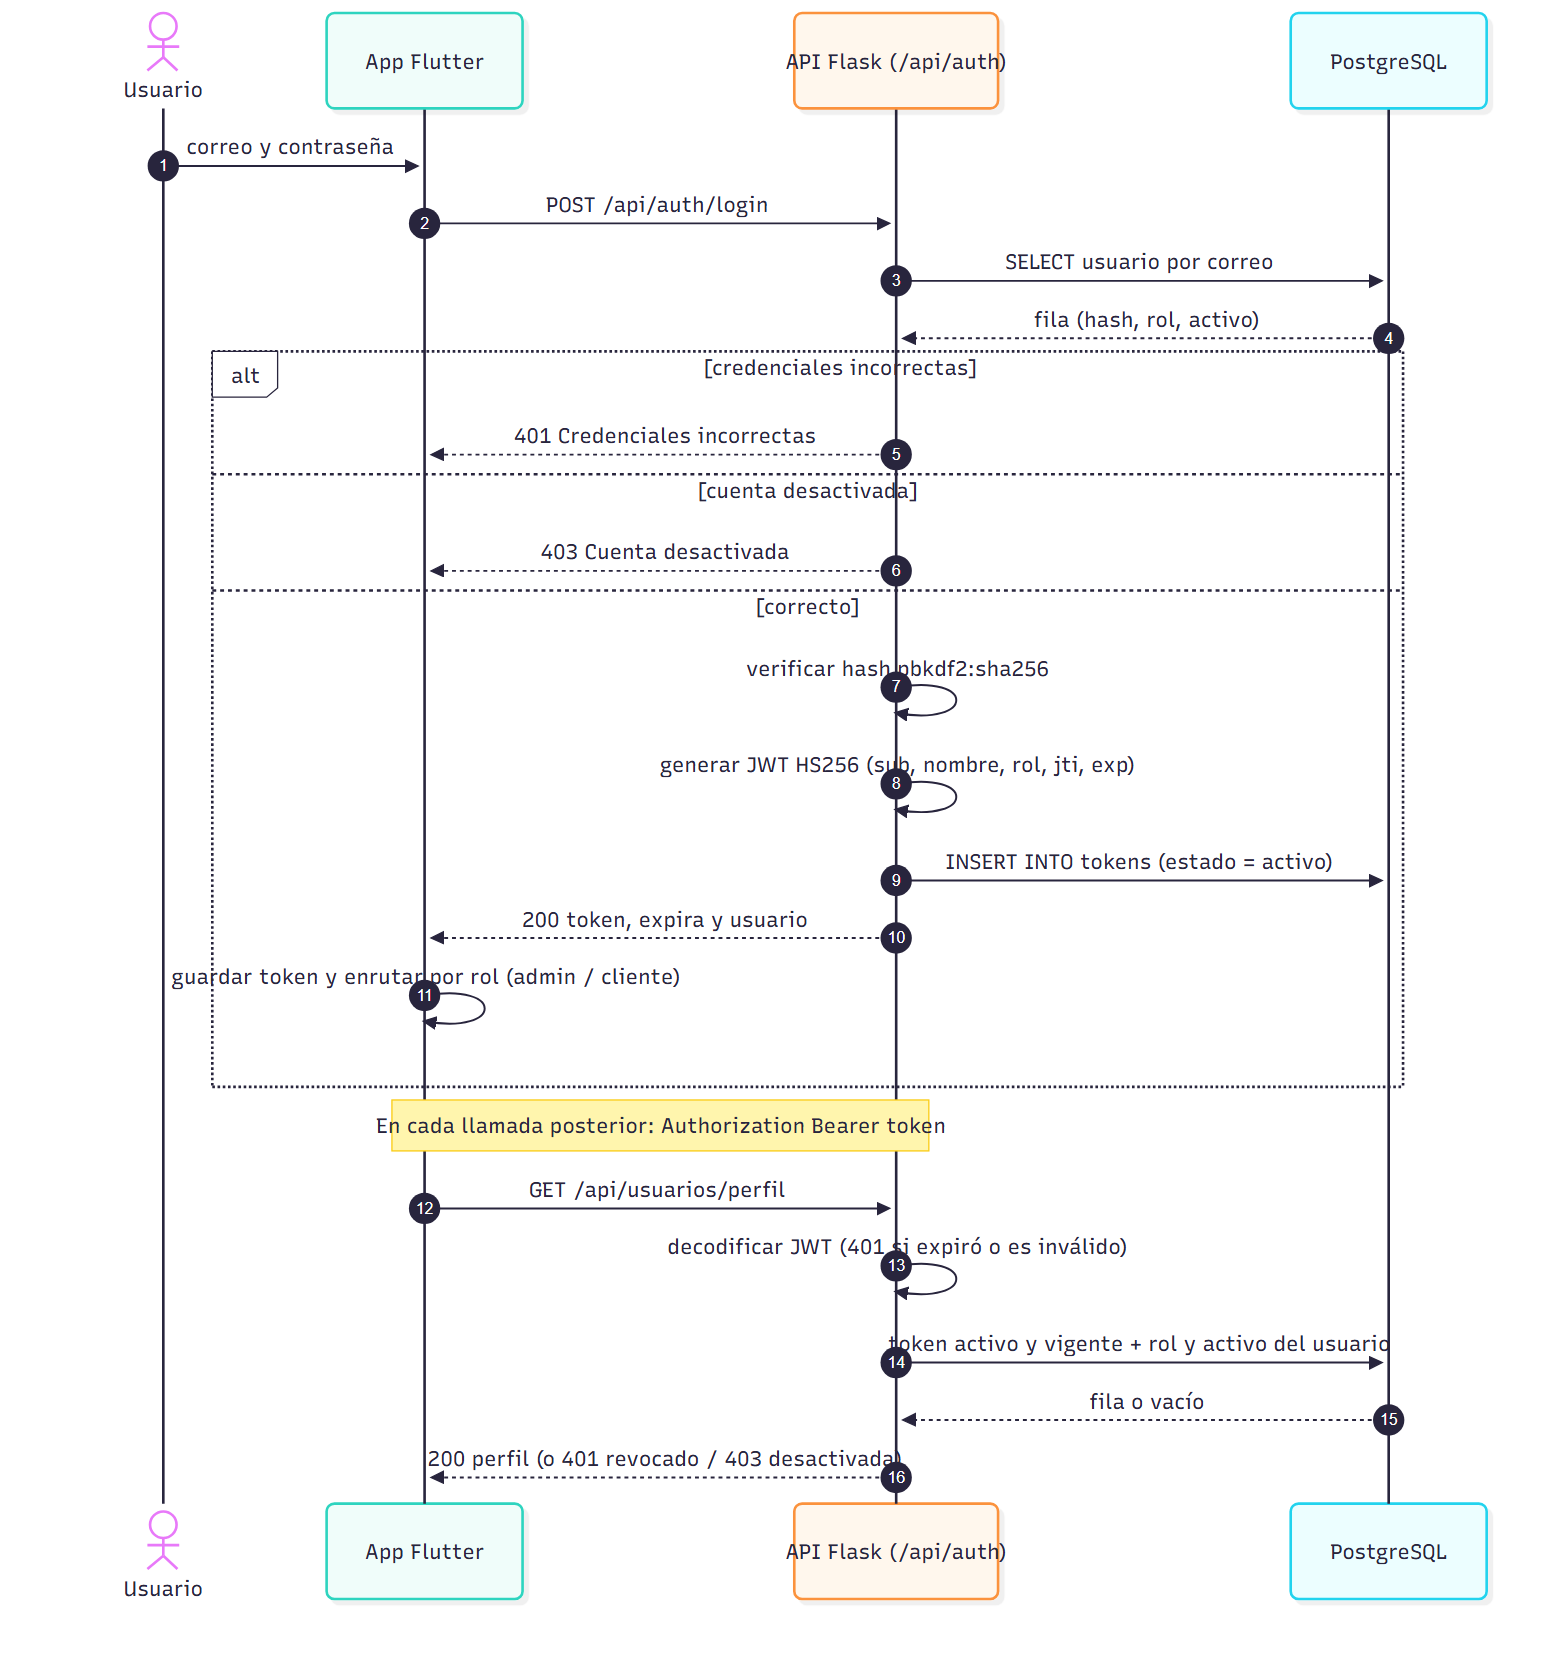 Usuario
App Flutter
API Flask (/api/auth)
PostgreSQL
1
correo y contraseña
2
POST /api/auth/login
3
SELECT usuario por correo
fila (hash, rol, activo)
4
alt
[credenciales incorrectas]
401 Credenciales incorrectas
5
[cuenta desactivada]
403 Cuenta desactivada
6
[correcto]
verificar hash pbkdf2:sha256
7
generar JWT HS256 (sub, nombre, rol, jti, exp)
8
9
INSERT INTO tokens (estado = activo)
200 token, expira y usuario
10
guardar token y enrutar por rol (admin / cliente)
11
En cada llamada posterior: Authorization Bearer token
12
GET /api/usuarios/perfil
decodificar JWT (401 si expiró o es inválido)
13
token activo y vigente + rol y activo del usuario
14
fila o vacío
15
200 perfil (o 401 revocado / 403 desactivada)
16
Usuario
App Flutter
API Flask (/api/auth)
PostgreSQL